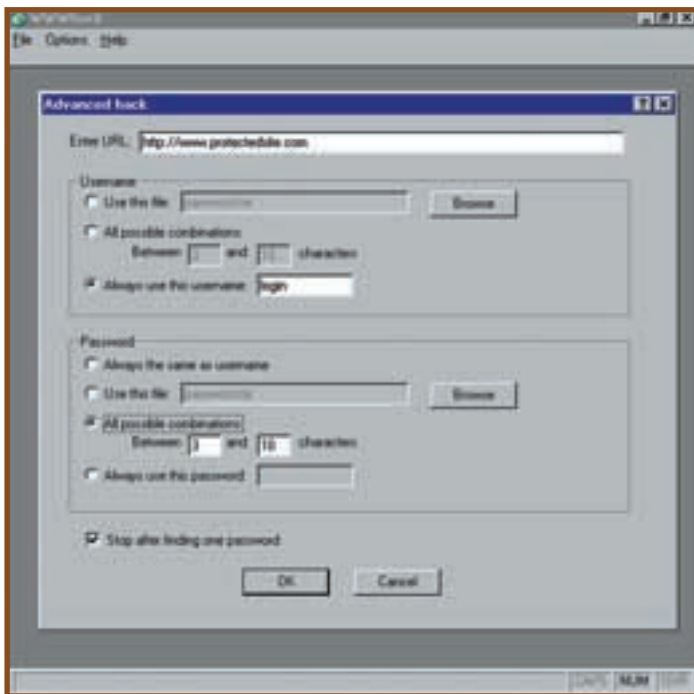 File Options Help
Advanced hack
Enter URL: http://www.protectedsite.com
Username
Use this file:
Browse
All possible combinations
Between and characters
Always use this username: login
Password
Always the same as username
Use this file:
Browse
All possible combinations
Between 3 and 10 characters
Always use this password:
Stop after finding one password
OK Cancel
NUM